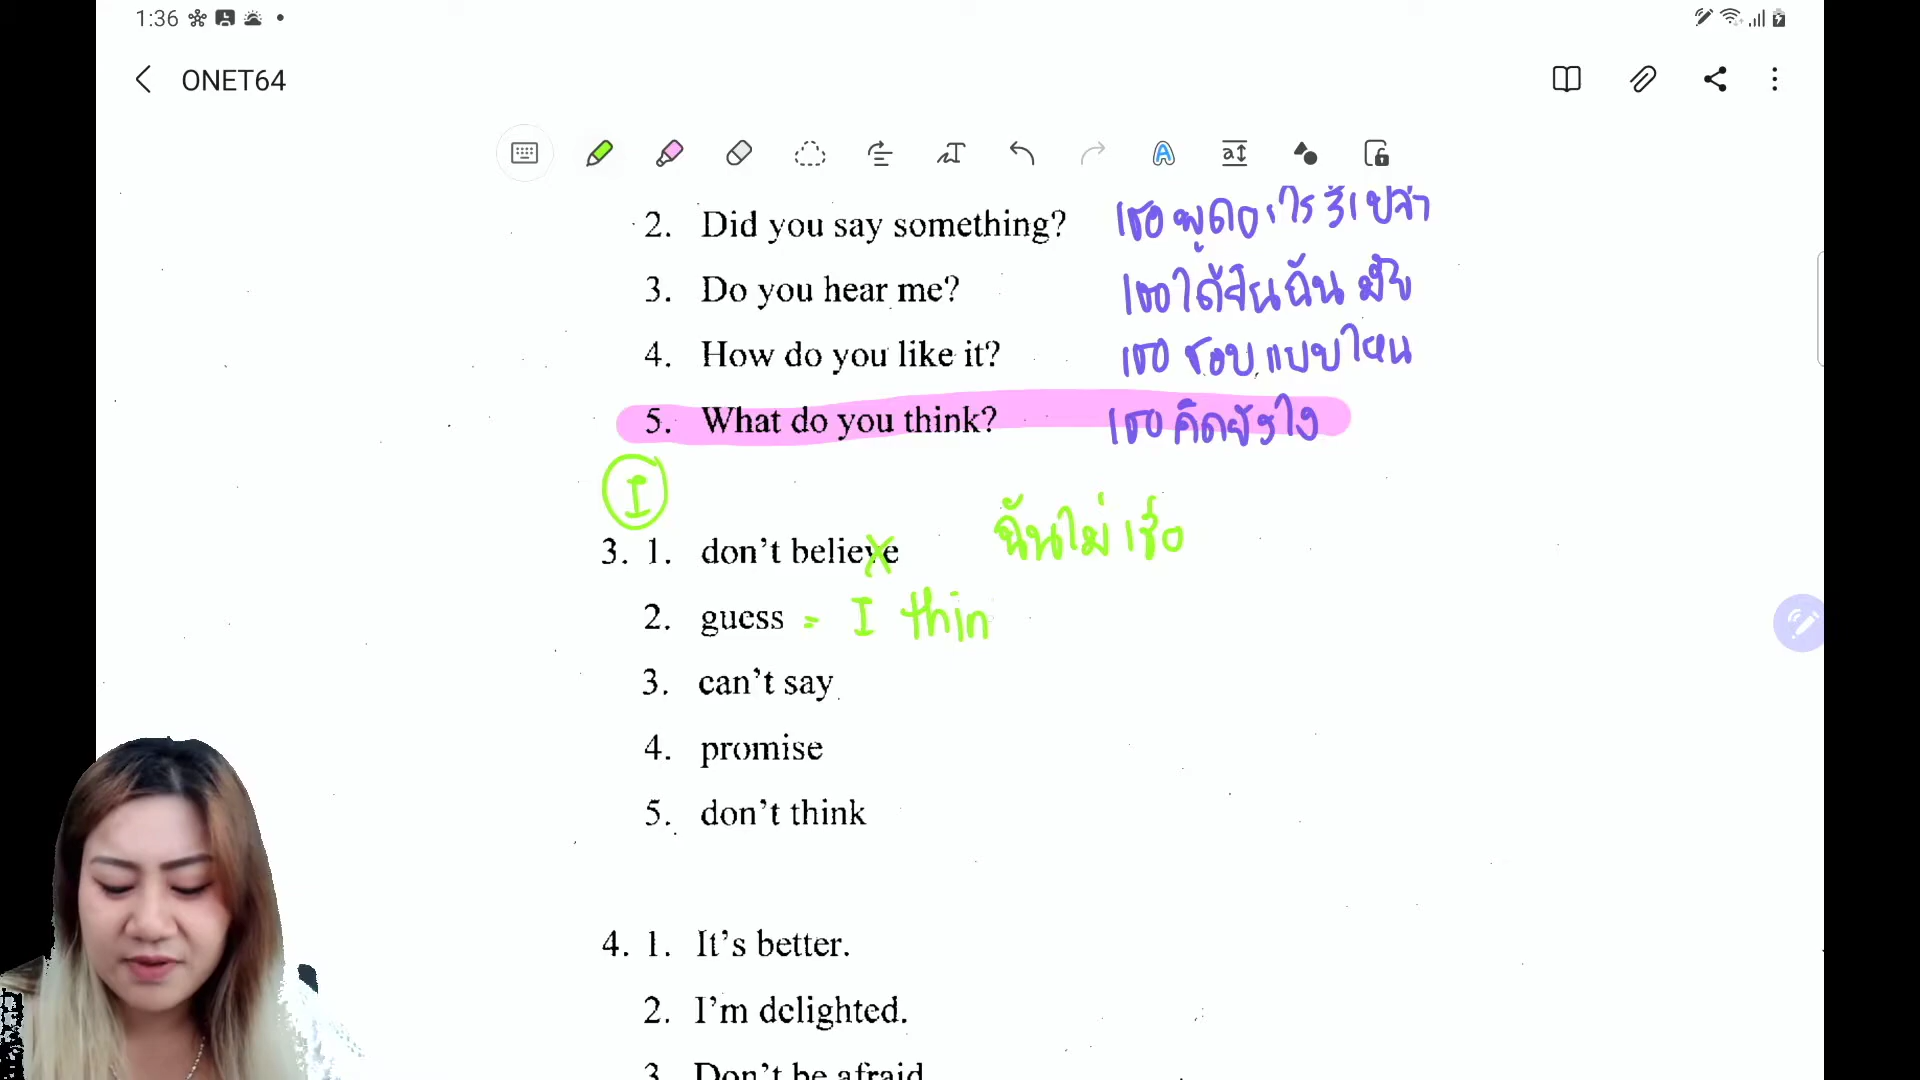 1:36
ONET64
2. Did you say something? เธอพูดอะไรรึเปล่า
3. Do you hear me? เธอได้ยินฉันมั้ย
4. How do you like it? เธอชอบแบบไหน
5. What do you think? เธอคิดยังไง
I
3. 1. don't believe X ฉันไม่เชื่อ
2. guess = I thin
3. can't say
4. promise
5. don't think
4. 1. It's better.
2. I'm delighted.
3. Don't be afraid